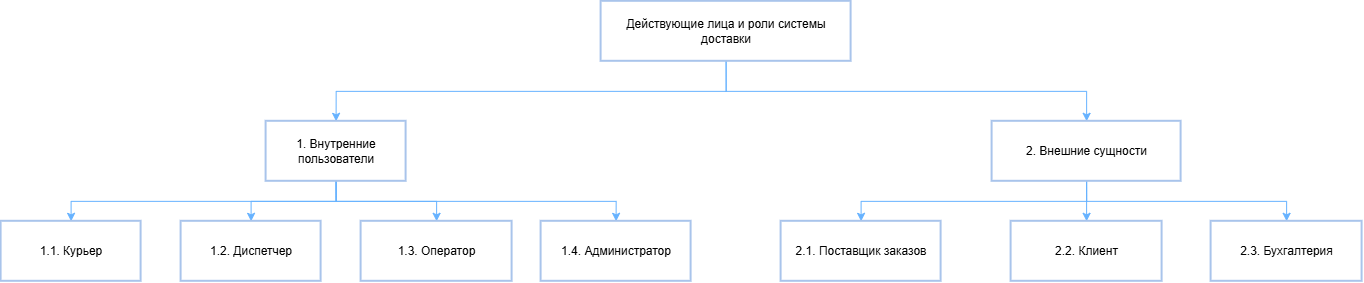 Действующие лица и роли системы
доставки
1. Внутренние
пользователи
2. Внешние сущности
1.1. Курьер
1.2. Диспетчер
1.3. Оператор
1.4. Администратор
2.1. Поставщик заказов
2.2. Клиент
2.3. Бухгалтерия